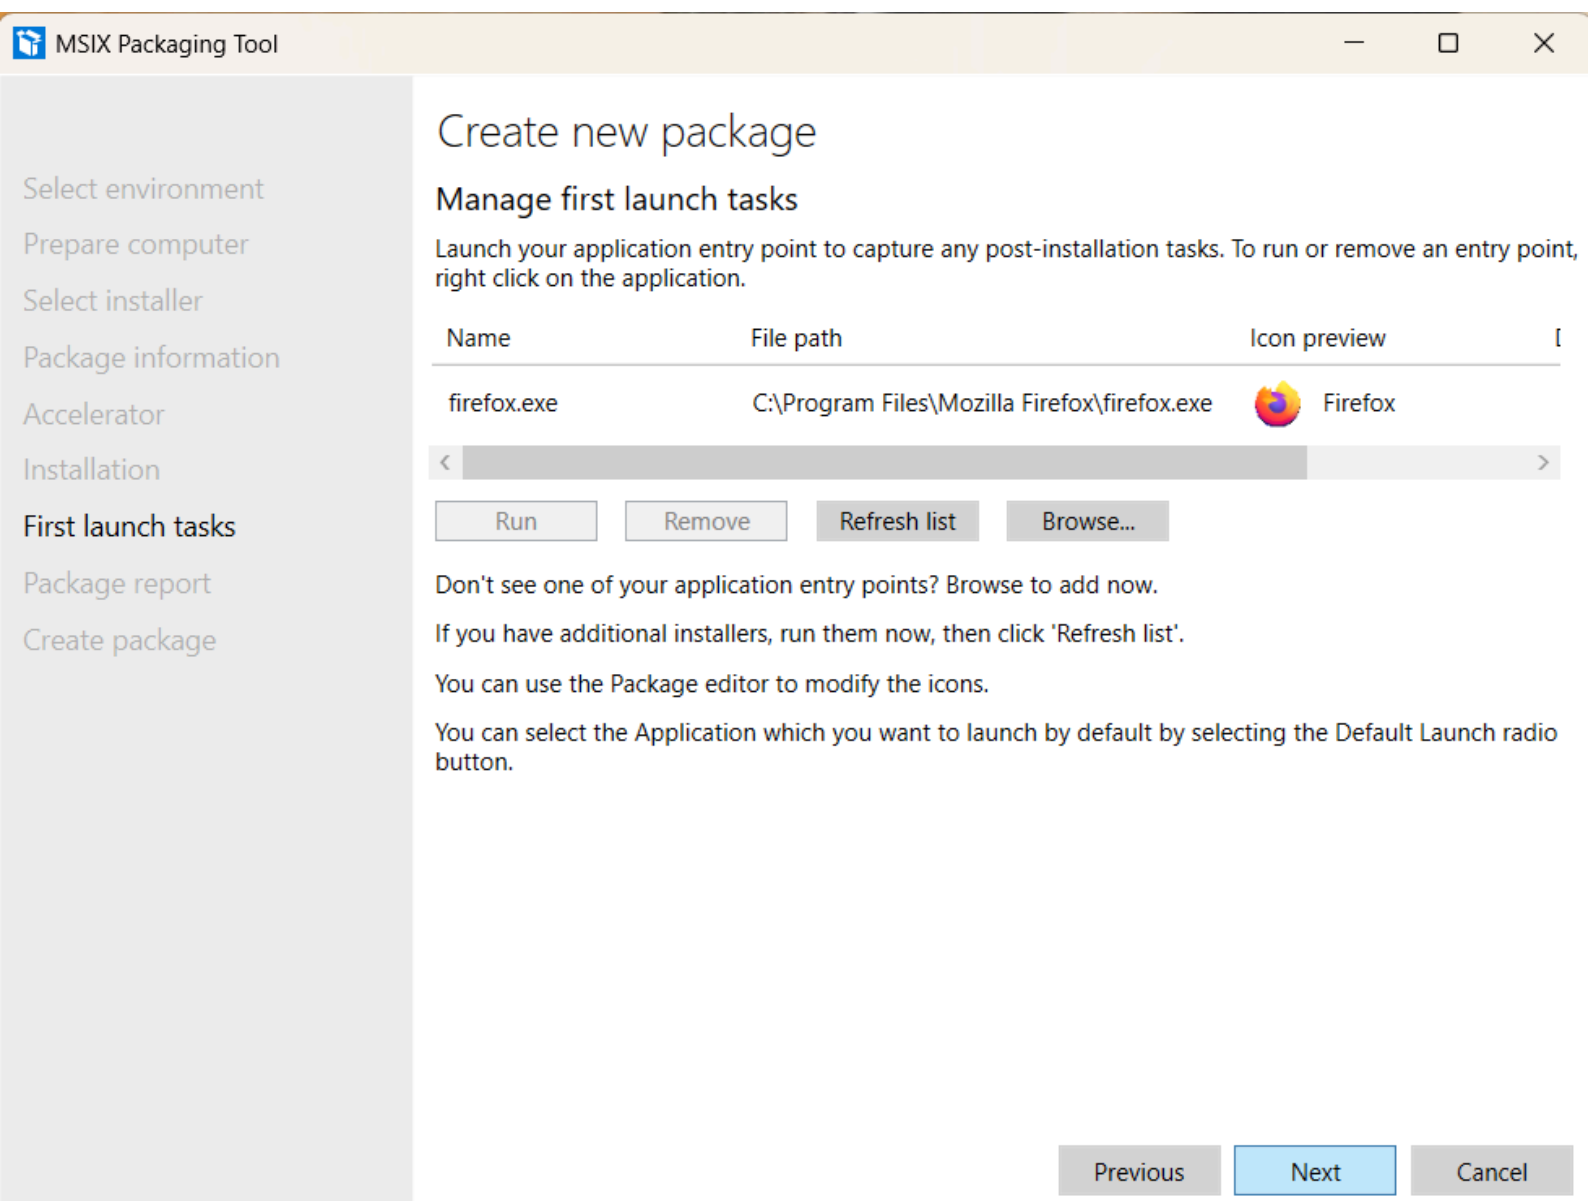 MSIX Packaging Tool
Select environment
Prepare computer
Select installer
Package information
Accelerator
Installation
First launch tasks
Package report
Create package
Create new package
Manage first launch tasks
Launch your application entry point to capture any post-installation tasks. To run or remove an entry point,
right click on the application.
Name File path Icon preview
firefox.exe C:\Program Files\Mozilla Firefox\firefox.exe Firefox
Run Remove Refresh list Browse...
Don't see one of your application entry points? Browse to add now.
If you have additional installers, run them now, then click 'Refresh list'.
You can use the Package editor to modify the icons.
You can select the Application which you want to launch by default by selecting the Default Launch radio
button.
Previous Next Cancel